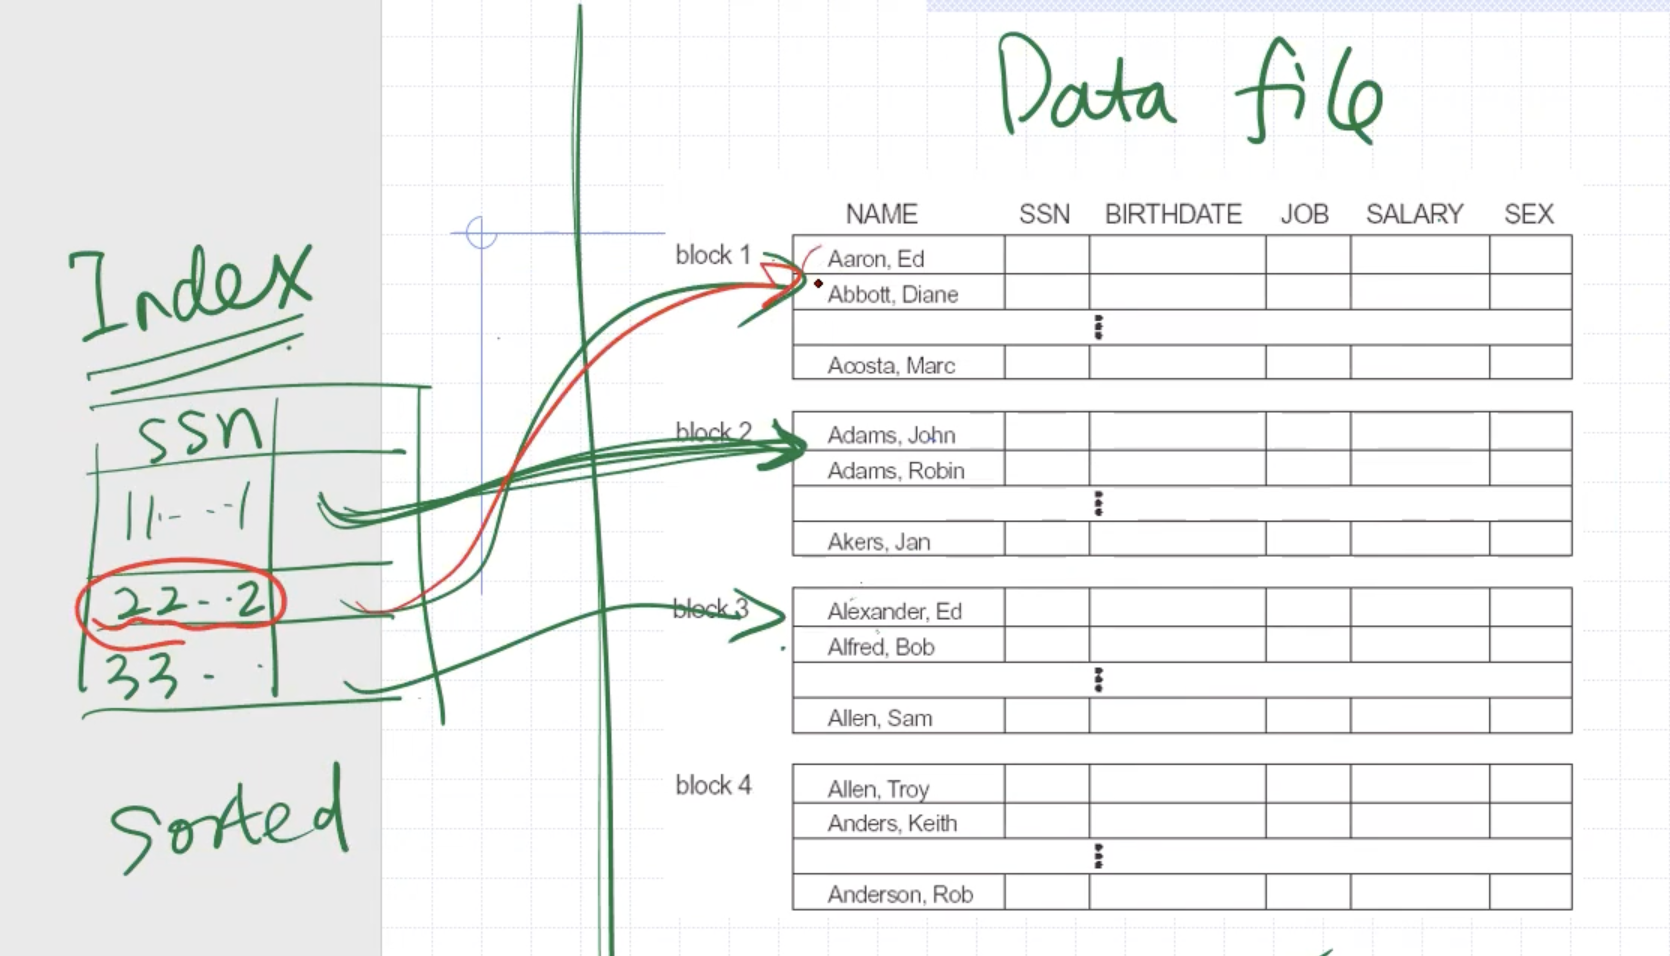 Data file
Index
ssn
11-..1
22-.2
33-.
sorted
NAME SSN BIRTHDATE JOB SALARY SEX
block 1
Aaron, Ed
Abbott, Diane
Acosta, Marc
block 2
Adams, John
Adams, Robin
Akers, Jan
block 3
Alexander, Ed
Alfred, Bob
Allen, Sam
block 4
Allen, Troy
Anders, Keith
Anderson, Rob